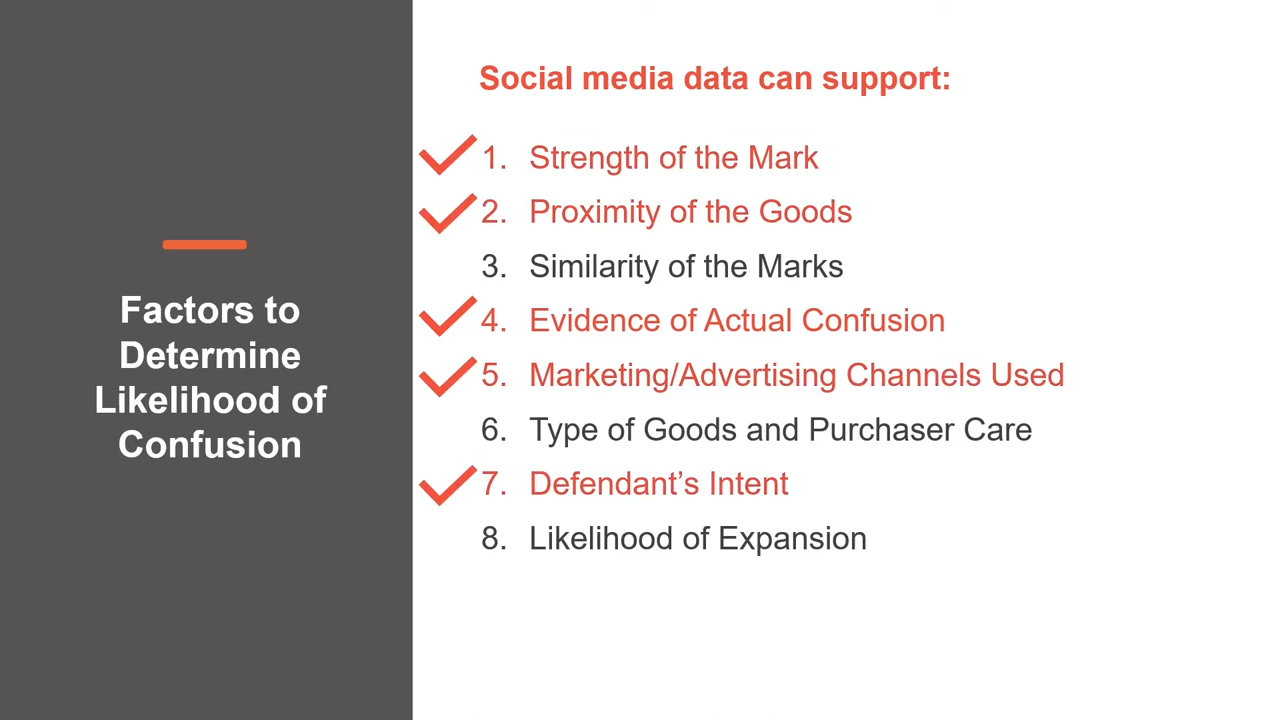 Factors to
Determine
Likelihood of
Confusion
Social media data can support:
1. Strength of the Mark
2. Proximity of the Goods
3. Similarity of the Marks
4. Evidence of Actual Confusion
5. Marketing/Advertising Channels Used
6. Type of Goods and Purchaser Care
7. Defendant’s Intent
8. Likelihood of Expansion